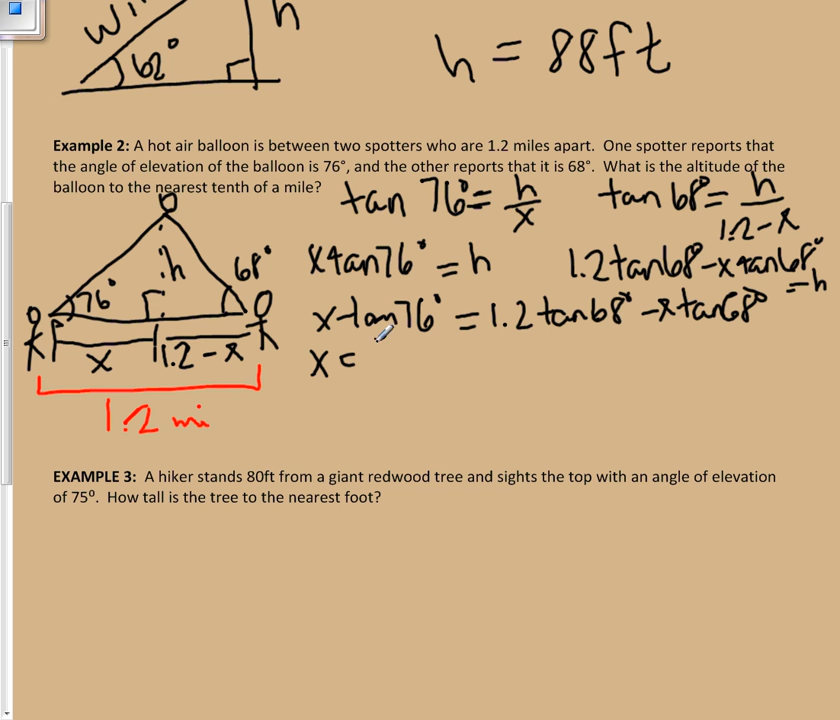 62° h
h = 88ft
Example 2: A hot air balloon is between two spotters who are 1.2 miles apart. One spotter reports that
the angle of elevation of the balloon is 76°, and the other reports that it is 68°. What is the altitude of the
balloon to the nearest tenth of a mile?
tan 76° = h/x
tan 68° = h/1.2-x
h
68°
76°
x 1.2-x
1.2 mi
x tan 76° = h
1.2 tan 68° - x tan 68° = h
x tan 76° = 1.2 tan 68° - x tan 68°
x =
EXAMPLE 3: A hiker stands 80ft from a giant redwood tree and sights the top with an angle of elevation
of 75⁰. How tall is the tree to the nearest foot?